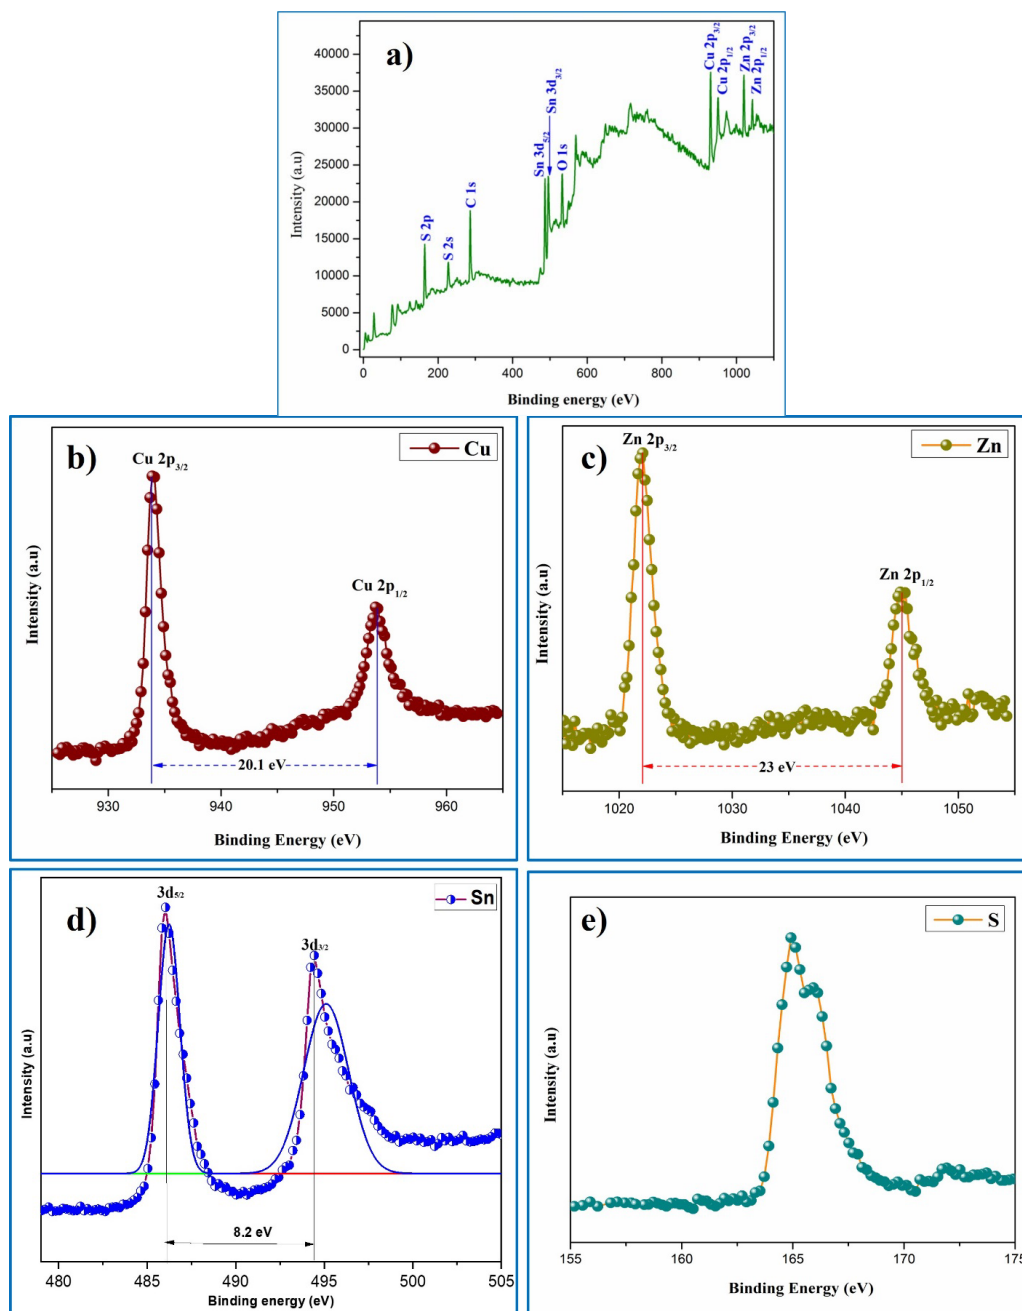 a)
Intensity (a.u)
40000
35000
30000
25000
20000
15000
10000
5000
0
S 2p
S 2s
C 1s
Sn 3d5/2
Sn 3d3/2
O 1s
Cu 2p3/2
Cu 2p1/2
Zn 2p3/2
Zn 2p1/2
0 200 400 600 800 1000
Binding energy (eV)
b)
Cu
Cu 2p3/2
Cu 2p1/2
Intensity (a.u)
20.1 eV
930 940 950 960
Binding Energy (eV)
c)
Zn
Zn 2p3/2
Zn 2p1/2
Intensity (a.u)
23 eV
1020 1030 1040 1050
Binding Energy (eV)
d)
Sn
3d5/2
3d3/2
Intensity (a.u)
8.2 eV
480 485 490 495 500 505
Binding energy (eV)
e)
S
Intensity (a.u)
155 160 165 170 175
Binding Energy (eV)